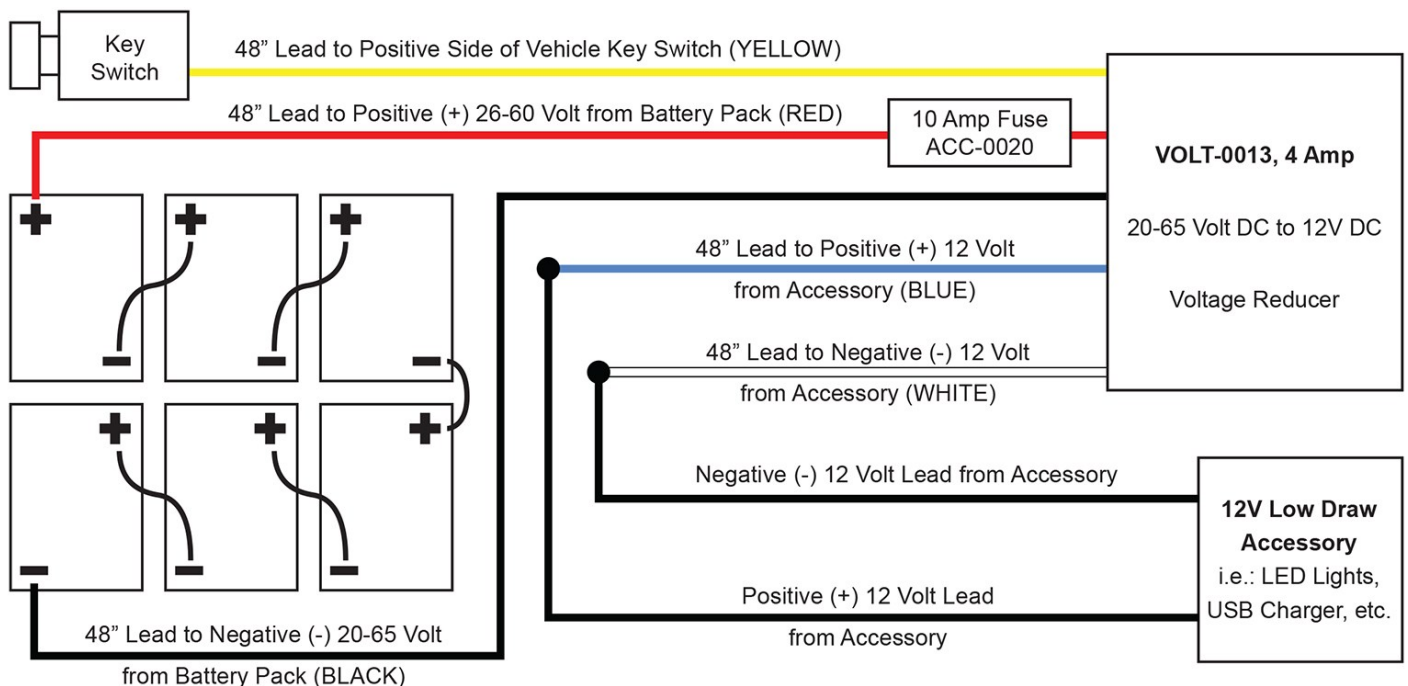 Key
Switch
48” Lead to Positive Side of Vehicle Key Switch (YELLOW)
48” Lead to Positive (+) 26-60 Volt from Battery Pack (RED)
10 Amp Fuse
ACC-0020
VOLT-0013, 4 Amp
20-65 Volt DC to 12V DC
Voltage Reducer
+
+
+
48” Lead to Positive (+) 12 Volt
from Accessory (BLUE)
-
-
-
48” Lead to Negative (-) 12 Volt
from Accessory (WHITE)
+
+
+
Negative (-) 12 Volt Lead from Accessory
12V Low Draw
Accessory
i.e.: LED Lights,
USB Charger, etc.
-
-
-
Positive (+) 12 Volt Lead
from Accessory
48” Lead to Negative (-) 20-65 Volt
from Battery Pack (BLACK)